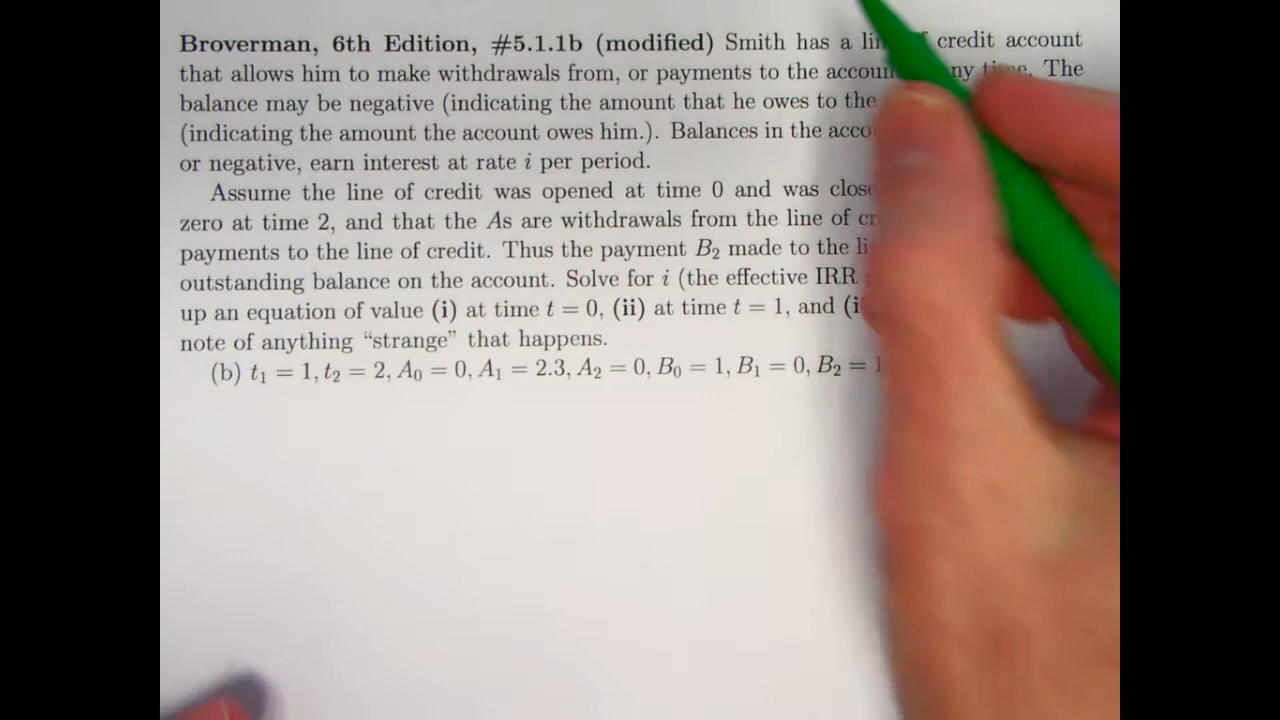 Broverman, 6th Edition, #5.1.1b (modified) Smith has a credit account
that allows him to make withdrawals from, or payments to the The
balance may be negative (indicating the amount that he owes to the
(indicating the amount the account owes him.). Balances in the
or negative, earn interest at rate i per period.
Assume the line of credit was opened at time 0 and was
zero at time 2, and that the As are withdrawals from the line of
payments to the line of credit. Thus the payment B₂ made to the
outstanding balance on the account. Solve for i (the effective IRR
up an equation of value (i) at time t = 0, (ii) at time t = 1, and
note of anything “strange” that happens.
(b) t₁ = 1, t₂ = 2, A₀ = 0, A₁ = 2.3, A₂ = 0, B₀ = 1, B₁ = 0, B₂ =